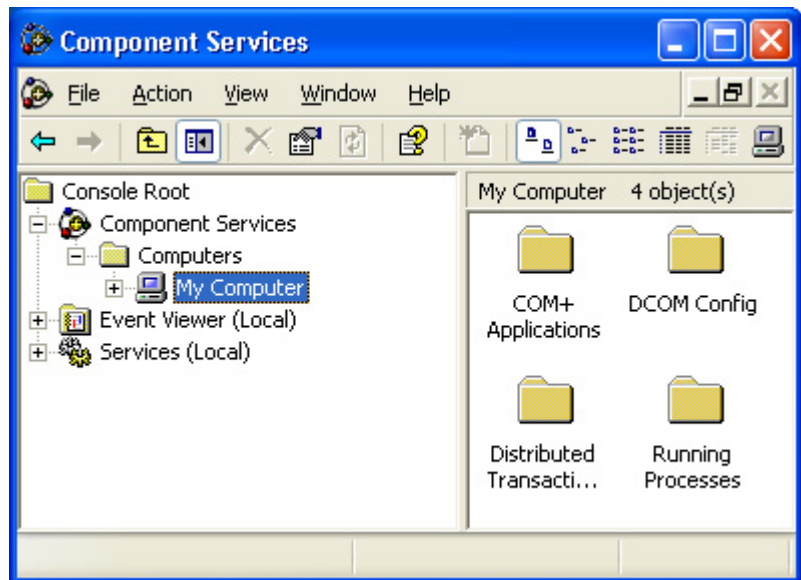 Component Services
File Action View Window Help
Console Root
Component Services
Computers
My Computer
Event Viewer (Local)
Services (Local)
My Computer 4 object(s)
COM+
Applications
DCOM Config
Distributed
Transacti...
Running
Processes